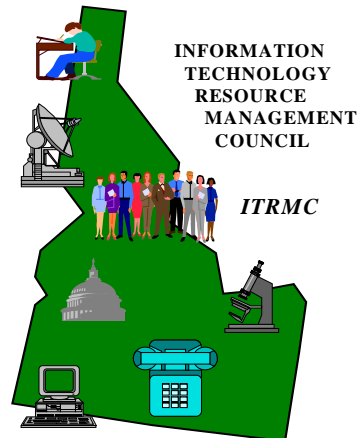 INFORMATION
TECHNOLOGY
RESOURCE
MANAGEMENT
COUNCIL
ITRMC